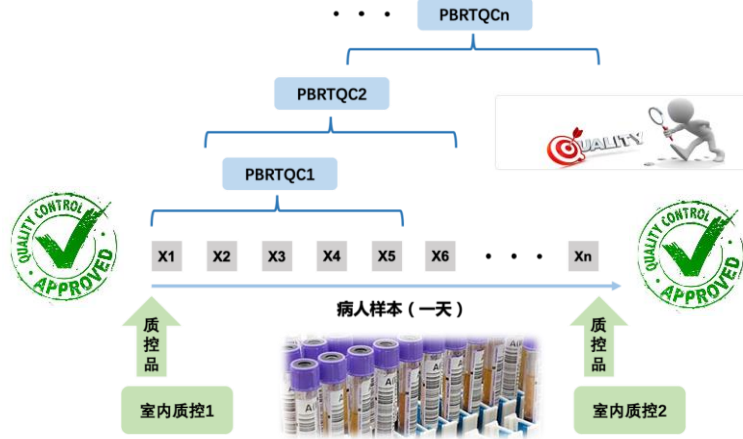 • • • PBRTQCn
PBRTQC2
QUALITY
PBRTQC1
QUALITY CONTROL
APPROVED
X1 X2 X3 X4 X5 X6 • • • Xn
QUALITY CONTROL
APPROVED
病人样本（一天）
质控品
质控品
室内质控1
室内质控2